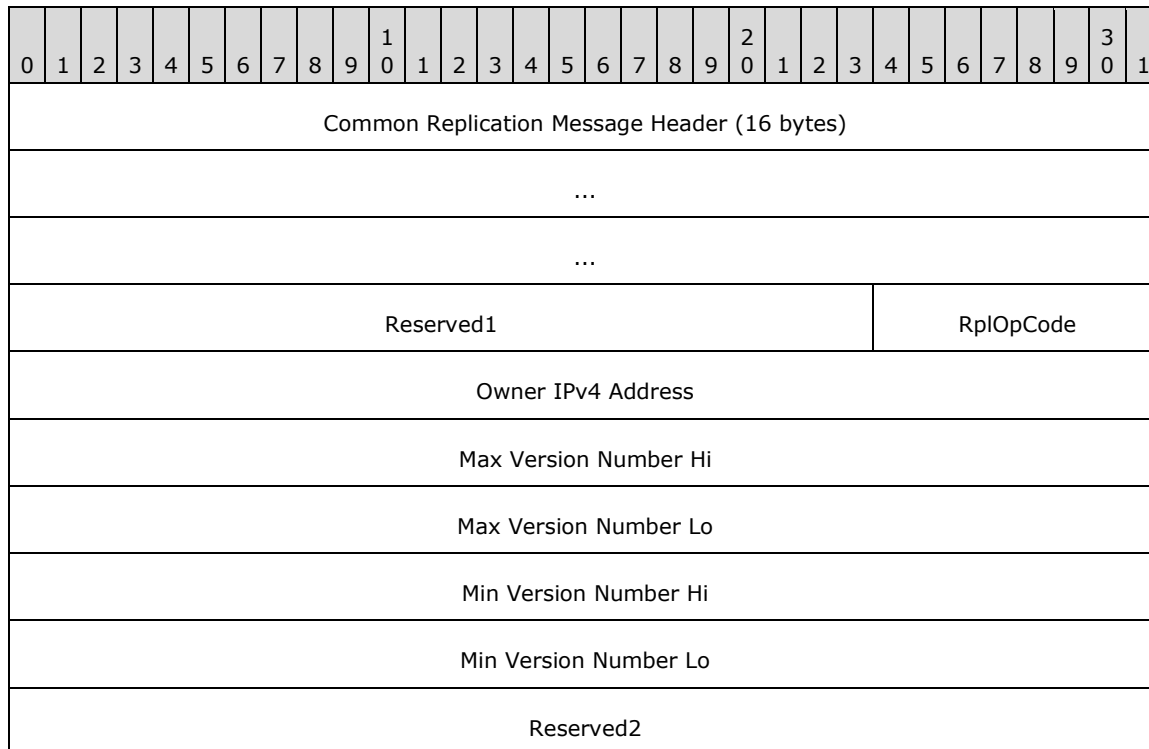 1 2 3
0 1 2 3 4 5 6 7 8 9 0 1 2 3 4 5 6 7 8 9 0 1 2 3 4 5 6 7 8 9 0 1
Common Replication Message Header (16 bytes)
...
...
Reserved1 RplOpCode
Owner IPv4 Address
Max Version Number Hi
Max Version Number Lo
Min Version Number Hi
Min Version Number Lo
Reserved2